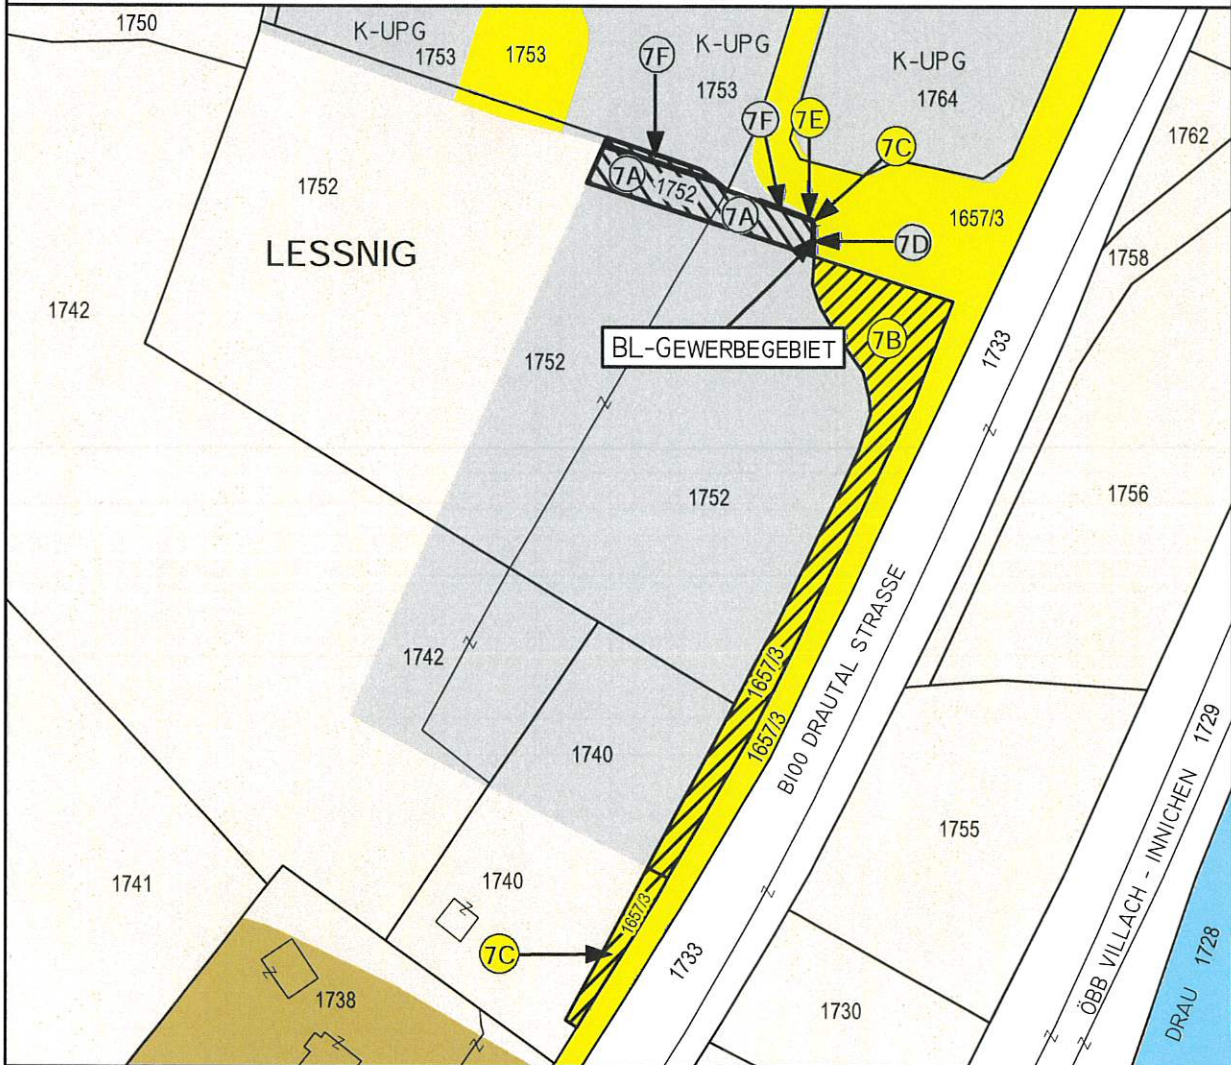 1750
K-UPG
1753
1753
7F
K-UPG
1753
K-UPG
1764
7F
7E
7C
1762
1752
7A
1752
7A
1657/3
7D
1758
LESSNIG
1742
BL-GEWERBEGEBIET
7B
1733
1752
1752
1756
1742
1657/3
1657/3
B100 DRAUTAL STRASSE
1740
1729
1755
ÖBB VILLACH - INNICHEN
1741
1740
1657/3
7C
1733
1738
1730
DRAU
1728